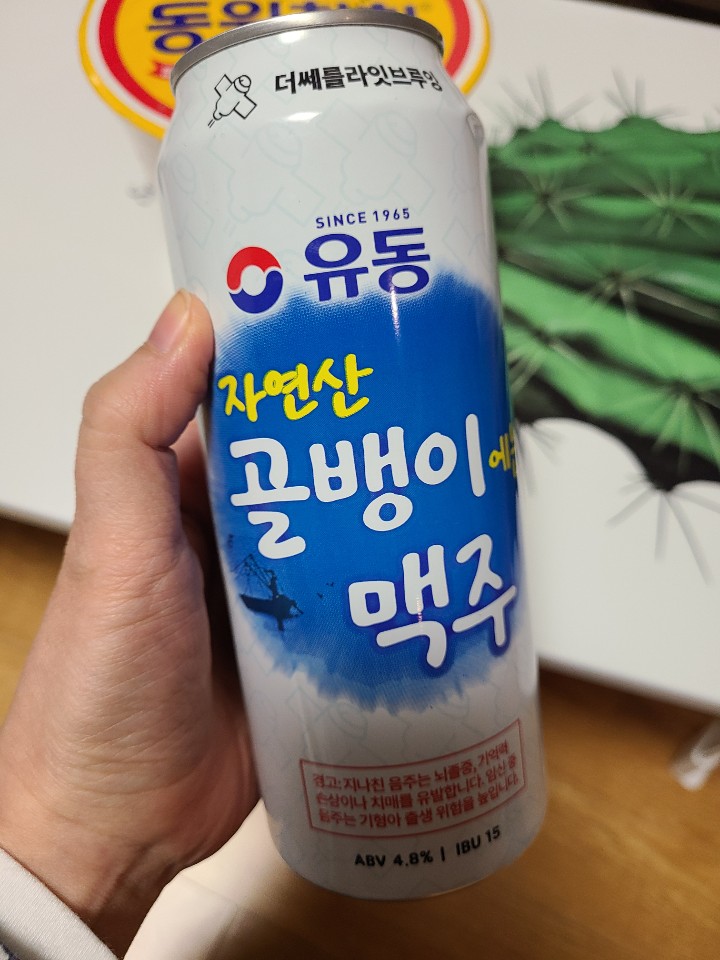 더쎄를라잇브루잉
SINCE 1965
유동
자연산
골뱅이
맥주
경고:지나친 음주는 뇌졸중, 기억력
손상이나 치매를 유발합니다. 임신 중
음주는 기형아 출생 위험을 높입니다.
ABV 4.8% | IBU 15